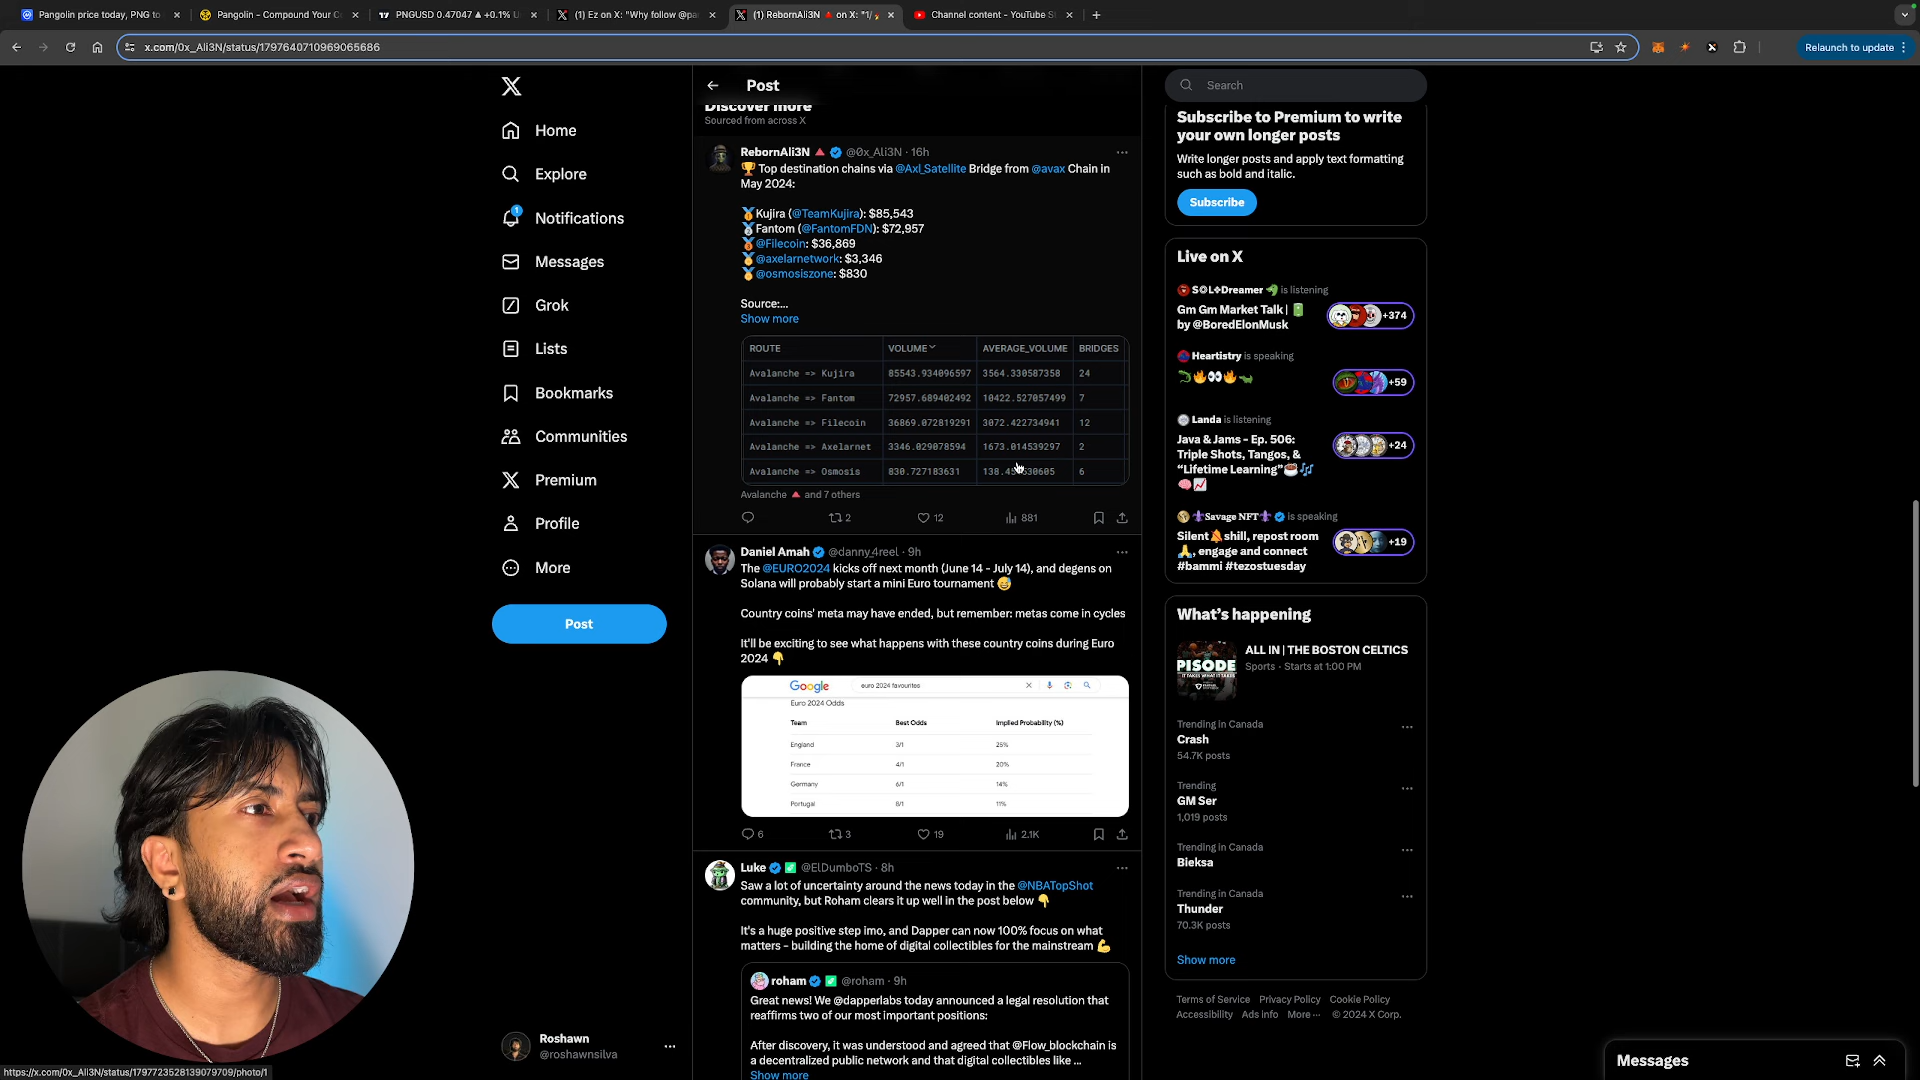 Pangolin price today, PNG to
Pangolin - Compound Your C
PNGUSD 0.47047 ▲ +0.1% U
(1) Ez on X: "Why follow @pa
(1) RebornAli3N 🔺 on X: "1/
Channel content - YouTube S
x.com/0x_Ali3N/status/1797640710969065686
Relaunch to update
Home
Explore
1
Notifications
Messages
Grok
Lists
Bookmarks
Communities
Premium
Profile
More
Post
Roshawn
@roshawnsilva
https://x.com/0x_Ali3N/status/1797723528139079709/photo/1
Post
Discover more
Sourced from across X
RebornAli3N 🔺 @0x_Ali3N · 16h
🏆 Top destination chains via @Axl_Satellite Bridge from @avax Chain in
May 2024:
🥇Kujira (@TeamKujira): $85,543
🥈Fantom (@FantomFDN): $72,957
🥉@Filecoin: $36,869
🏅@axelarnetwork: $3,346
🏅@osmosiszone: $830
Source:...
Show more
ROUTE VOLUME AVERAGE_VOLUME BRIDGES
Avalanche => Kujira 85543.934096597 3564.330587358 24
Avalanche => Fantom 72957.689402492 10422.527057499 7
Avalanche => Filecoin 36869.072819291 3072.422734941 12
Avalanche => Axelarnet 3346.029078594 1673.014539297 2
Avalanche => Osmosis 830.727183631 6
Avalanche 🔺 and 7 others
2 12 881
Daniel Amah @danny_4reel · 9h
The @EURO2024 kicks off next month (June 14 - July 14), and degens on
Solana will probably start a mini Euro tournament 😅
Country coins' meta may have ended, but remember: metas come in cycles
It'll be exciting to see what happens with these country coins during Euro
2024 👇
Google euro 2024 favourites
Euro 2024 Odds
Team Best Odds Implied Probability (%)
England 3/1 25%
France 4/1 20%
Germany 6/1 14%
Portugal 8/1 11%
6 3 19 2.1K
Luke @ElDumboTS · 8h
Saw a lot of uncertainty around the news today in the @NBATopShot
community, but Roham clears it up well in the post below 👇
It's a huge positive step imo, and Dapper can now 100% focus on what
matters - building the home of digital collectibles for the mainstream 💪
roham @roham · 9h
Great news! We @dapperlabs today announced a legal resolution that
reaffirms two of our most important positions:
After discovery, it was understood and agreed that @Flow_blockchain is
a decentralized public network and that digital collectibles like ...
Show more
Search
Subscribe to Premium to write
your own longer posts
Write longer posts and apply text formatting
such as bold and italic.
Subscribe
Live on X
is listening
Gm Gm Market Talk | 🔋
by @BoredElonMusk
+374
Heartistry is speaking
🐊🔥👀🔥🐊
+59
Landa is listening
Java & Jams - Ep. 506:
Triple Shots, Tangos, &
“Lifetime Learning”☕🎶
🧠📈
+24
⚜Savage NFT⚜ is speaking
Silent🔕shill, repost room
🙏, engage and connect
#bammi #tezostuesday
+19
What’s happening
PISODE
ALL IN | THE BOSTON CELTICS
Sports · Starts at 1:00 PM
Trending in Canada
Crash
54.7K posts
Trending
GM Ser
1,019 posts
Trending in Canada
Bieksa
Trending in Canada
Thunder
70.3K posts
Show more
Terms of Service Privacy Policy Cookie Policy
Accessibility Ads info More ··· © 2024 X Corp.
Messages